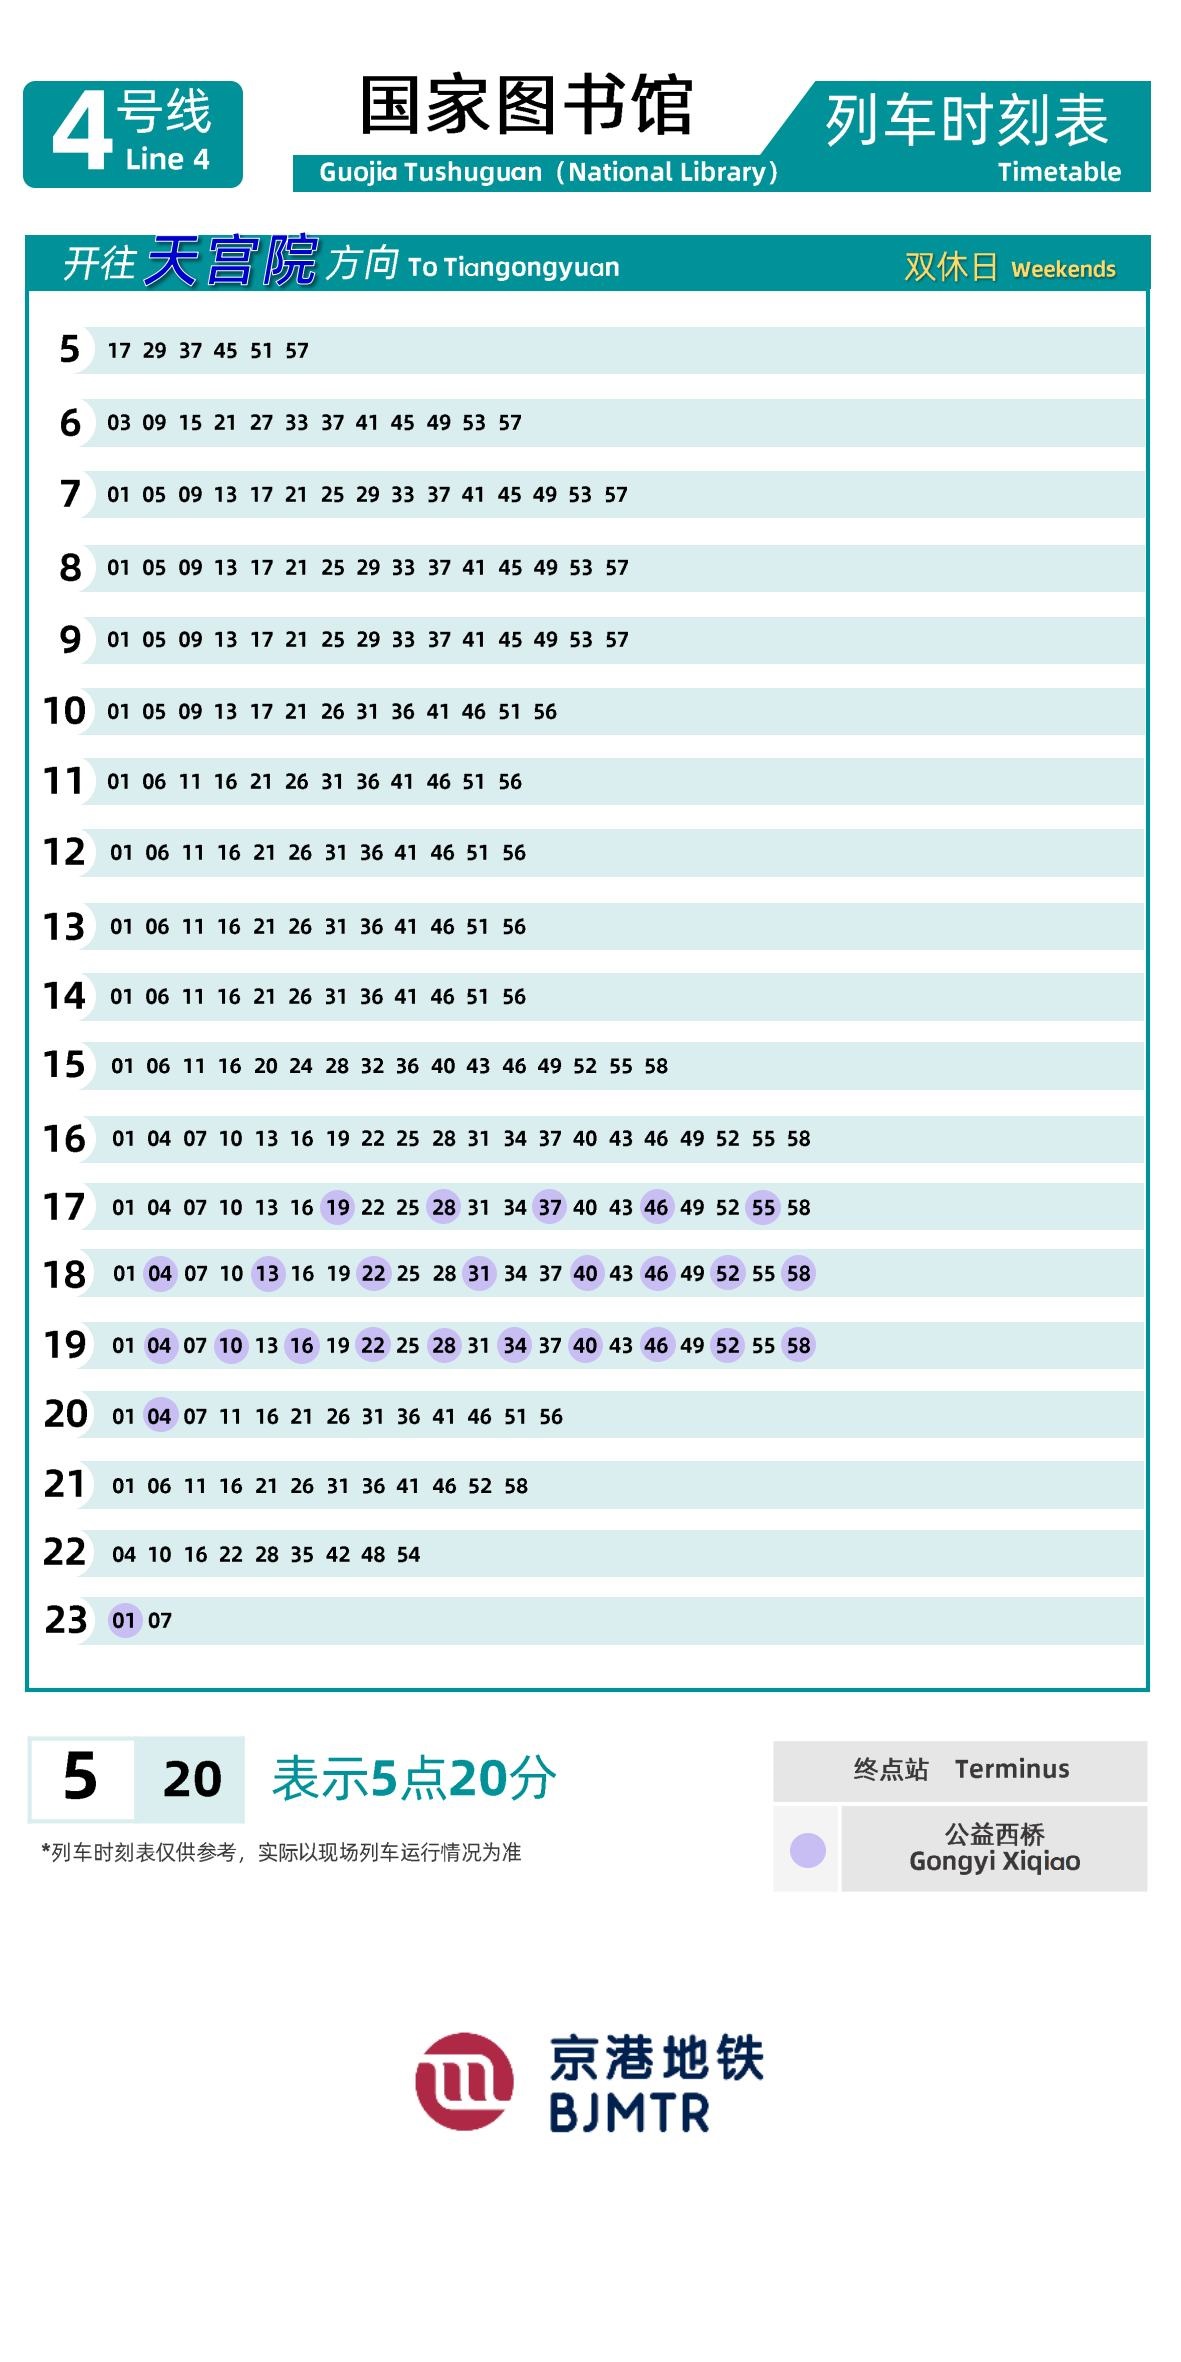 4号线
Line 4
国家图书馆
Guojia Tushuguan（National Library）
列车时刻表
Timetable
开往天宫院方向 To Tiangongyuan
双休日 Weekends
5 17 29 37 45 51 57
6 03 09 15 21 27 33 37 41 45 49 53 57
7 01 05 09 13 17 21 25 29 33 37 41 45 49 53 57
8 01 05 09 13 17 21 25 29 33 37 41 45 49 53 57
9 01 05 09 13 17 21 25 29 33 37 41 45 49 53 57
10 01 05 09 13 17 21 26 31 36 41 46 51 56
11 01 06 11 16 21 26 31 36 41 46 51 56
12 01 06 11 16 21 26 31 36 41 46 51 56
13 01 06 11 16 21 26 31 36 41 46 51 56
14 01 06 11 16 21 26 31 36 41 46 51 56
15 01 06 11 16 20 24 28 32 36 40 43 46 49 52 55 58
16 01 04 07 10 13 16 19 22 25 28 31 34 37 40 43 46 49 52 55 58
17 01 04 07 10 13 16 19 22 25 28 31 34 37 40 43 46 49 52 55 58
18 01 04 07 10 13 16 19 22 25 28 31 34 37 40 43 46 49 52 55 58
19 01 04 07 10 13 16 19 22 25 28 31 34 37 40 43 46 49 52 55 58
20 01 04 07 11 16 21 26 31 36 41 46 51 56
21 01 06 11 16 21 26 31 36 41 46 52 58
22 04 10 16 22 28 35 42 48 54
23 01 07
5 20 表示5点20分
*列车时刻表仅供参考，实际以现场列车运行情况为准
终点站 Terminus
公益西桥
Gongyi Xiqiao
京港地铁
BJMTR